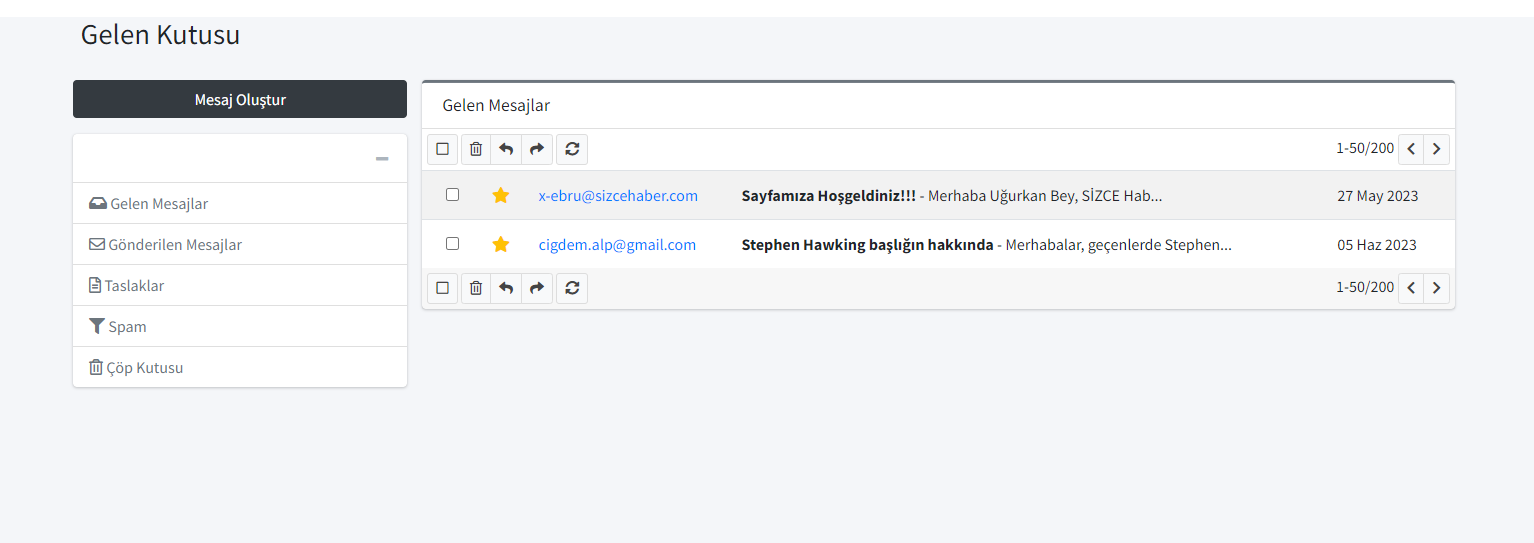 Gelen Kutusu
Mesaj Oluştur
Gelen Mesajlar
Gönderilen Mesajlar
Taslaklar
Spam
Çöp Kutusu
Gelen Mesajlar
1-50/200
x-ebru@sizcehaber.com Sayfamıza Hoşgeldiniz!!! - Merhaba Uğurkan Bey, SİZCE Hab... 27 May 2023
cigdem.alp@gmail.com Stephen Hawking başlığın hakkında - Merhabalar, geçenlerde Stephen... 05 Haz 2023
1-50/200